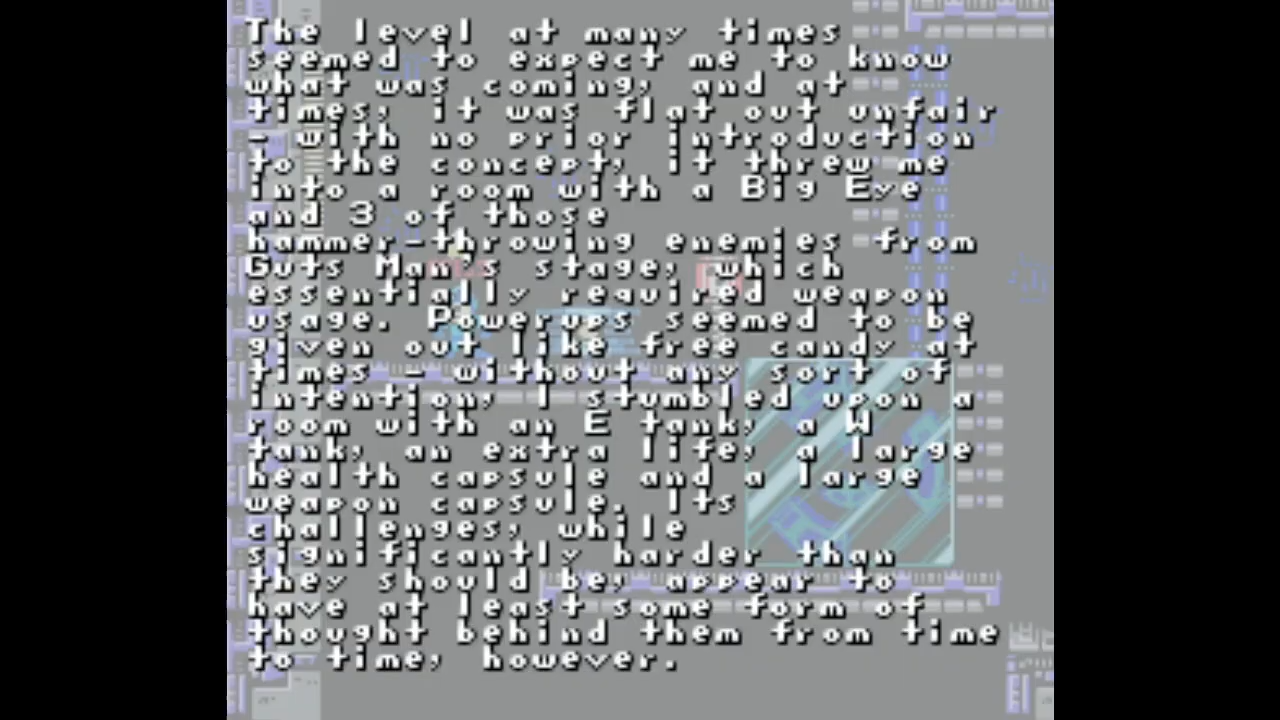 The level at many times
seemed to expect me to know
what was coming, and at
times, it was flat out unfair
- with no prior introduction
to the concept, it threw me
into a room with a Big Eye
and 3 of those
hammer-throwing enemies from
Guts Man's stage, which
essentially required weapon
usage. Powerups seemed to be
given out like free candy at
times - without any sort of
intention, I stumbled upon a
room with an E tank, a W
tank, an extra life, a large
health capsule and a large
weapon capsule. Its
challenges, while
significantly harder than
they should be, appear to
have at least some form of
thought behind them from time
to time, however.